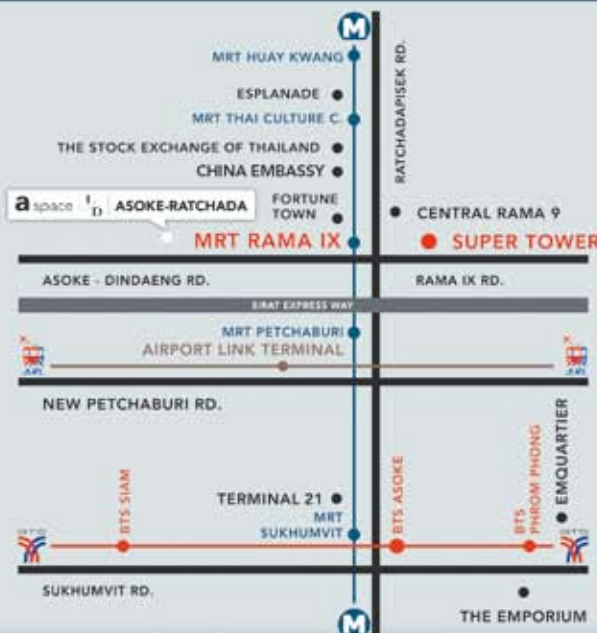 M
MRT HUAY KWANG
RATCHADAPISEK RD.
ESPLANADE
MRT THAI CULTURE C.
THE STOCK EXCHANGE OF THAILAND
CHINA EMBASSY
a space I D ASOKE-RATCHADA
FORTUNE
TOWN
CENTRAL RAMA 9
MRT RAMA IX
SUPER TOWER
ASOKE - DINDAENG RD.
RAMA IX RD.
SIRAT EXPRESS WAY
MRT PETCHABURI
AIRPORT LINK TERMINAL
NEW PETCHABURI RD.
BTS SIAM
TERMINAL 21
MRT
SUKHUMVIT
BTS ASOKE
BTS
PHROM PHONG
EMQUARTIER
BTS
BTS
SUKHUMVIT RD.
THE EMPORIUM
M